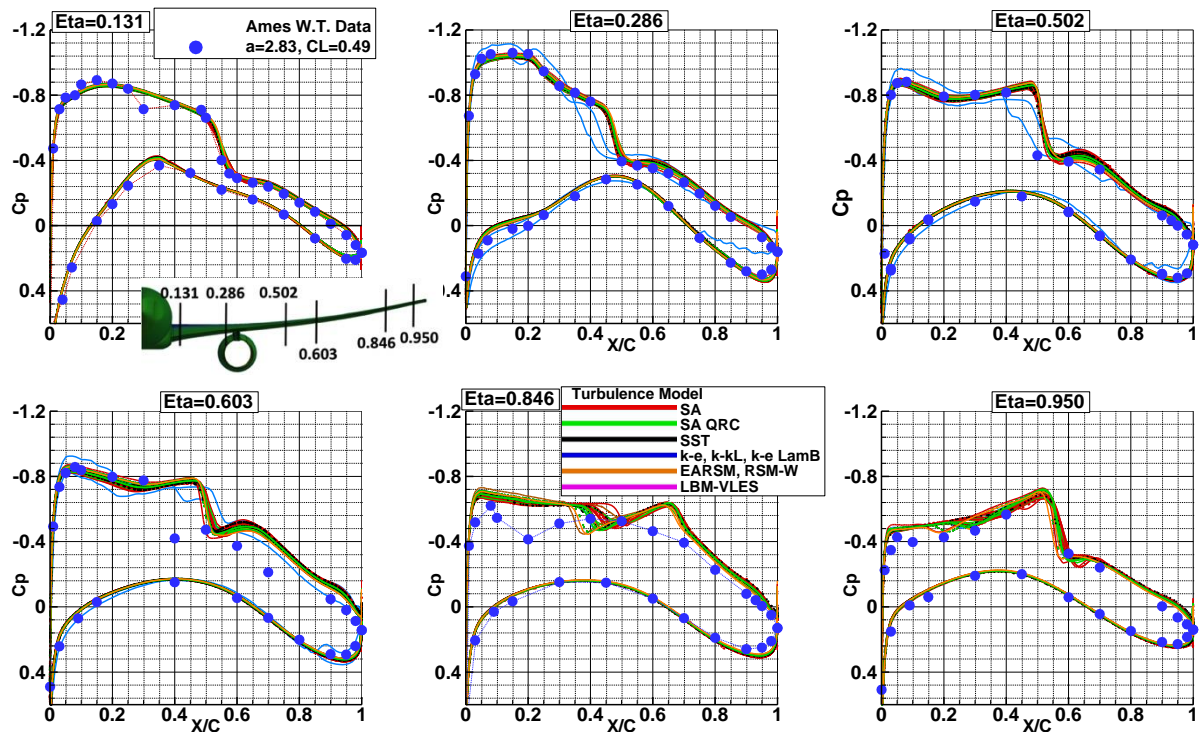 Eta=0.131
Ames W.T. Data
a=2.83, CL=0.49
Eta=0.286
Eta=0.502
-1.2
-0.8
-0.4
0
0.4
Cp
0 0.2 0.4 0.6 0.8 1
X/C
-1.2
-0.8
-0.4
0
0.4
Cp
0 0.2 0.4 0.6 0.8 1
X/C
-1.2
-0.8
-0.4
0
0.4
Cp
0 0.2 0.4 0.6 0.8 1
X/C
0.131 0.286 0.502
0.603
0.846 0.950
Eta=0.603
Eta=0.846
Turbulence Model
SA
SA QRC
SST
k-e, k-kL, k-e LamB
EARSM, RSM-W
LBM-VLES
Eta=0.950
-1.2
-0.8
-0.4
0
0.4
Cp
0 0.2 0.4 0.6 0.8 1
X/C
-1.2
-0.8
-0.4
0
0.4
Cp
0 0.2 0.4 0.6 0.8 1
X/C
-1.2
-0.8
-0.4
0
0.4
Cp
0 0.2 0.4 0.6 0.8 1
X/C